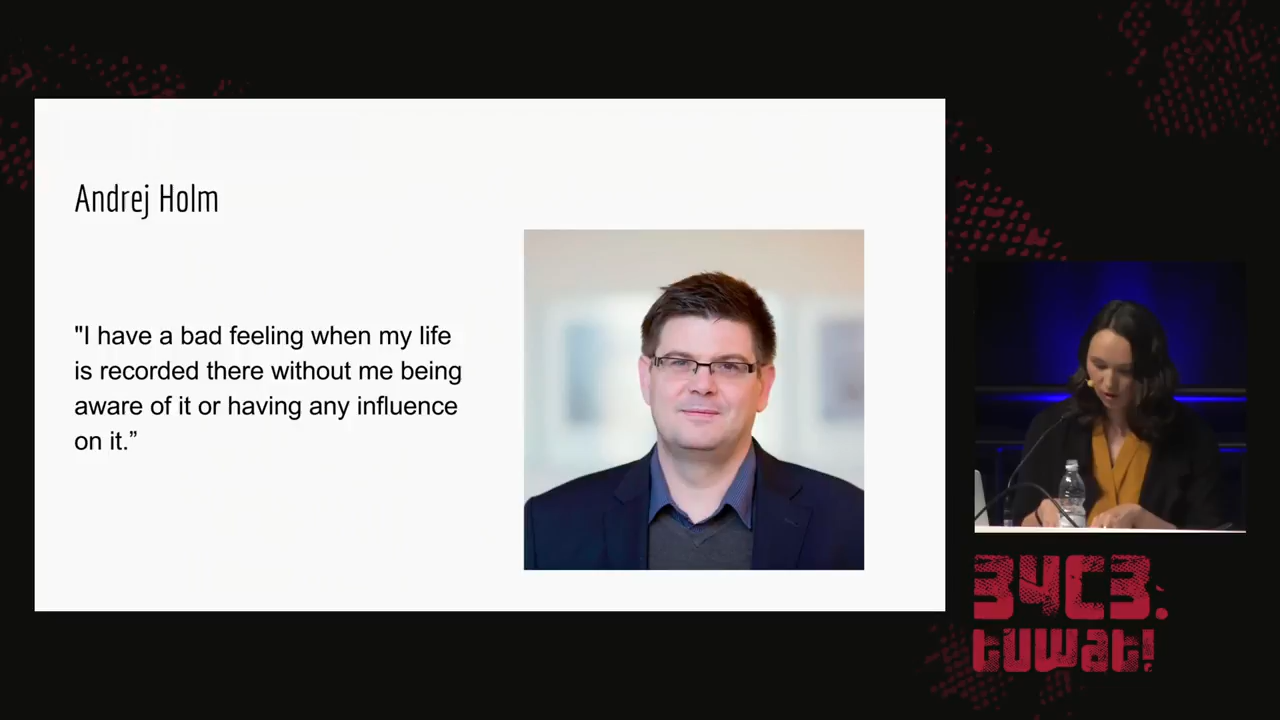 Andrej Holm
"I have a bad feeling when my life
is recorded there without me being
aware of it or having any influence
on it.”
34C3.
tuwat!